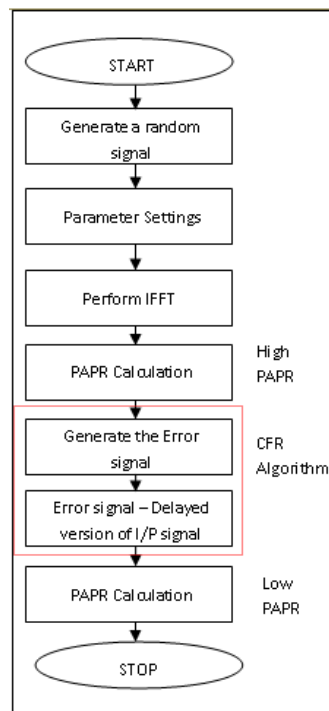 START
Generate a random
signal
Parameter Settings
Perform IFFT
PAPR Calculation
High
PAPR
Generate the Error
signal
CFR
Algorithm
Error signal – Delayed
version of I/P signal
PAPR Calculation
Low
PAPR
STOP